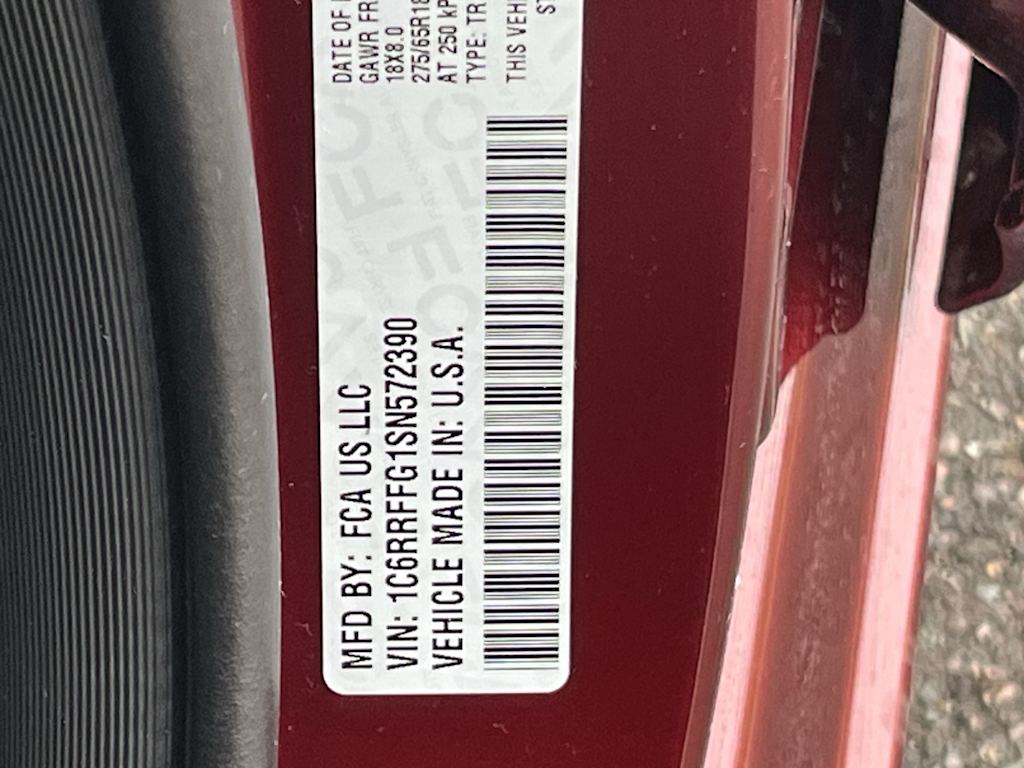 MFD BY: FCA US LLC
VIN: 1C6RRFFG1SN572390
VEHICLE MADE IN: U.S.A.
DATE OF
GAWR FR
18X8.0
275/65R18
AT 250 kP
TYPE: TR
THIS VEHI